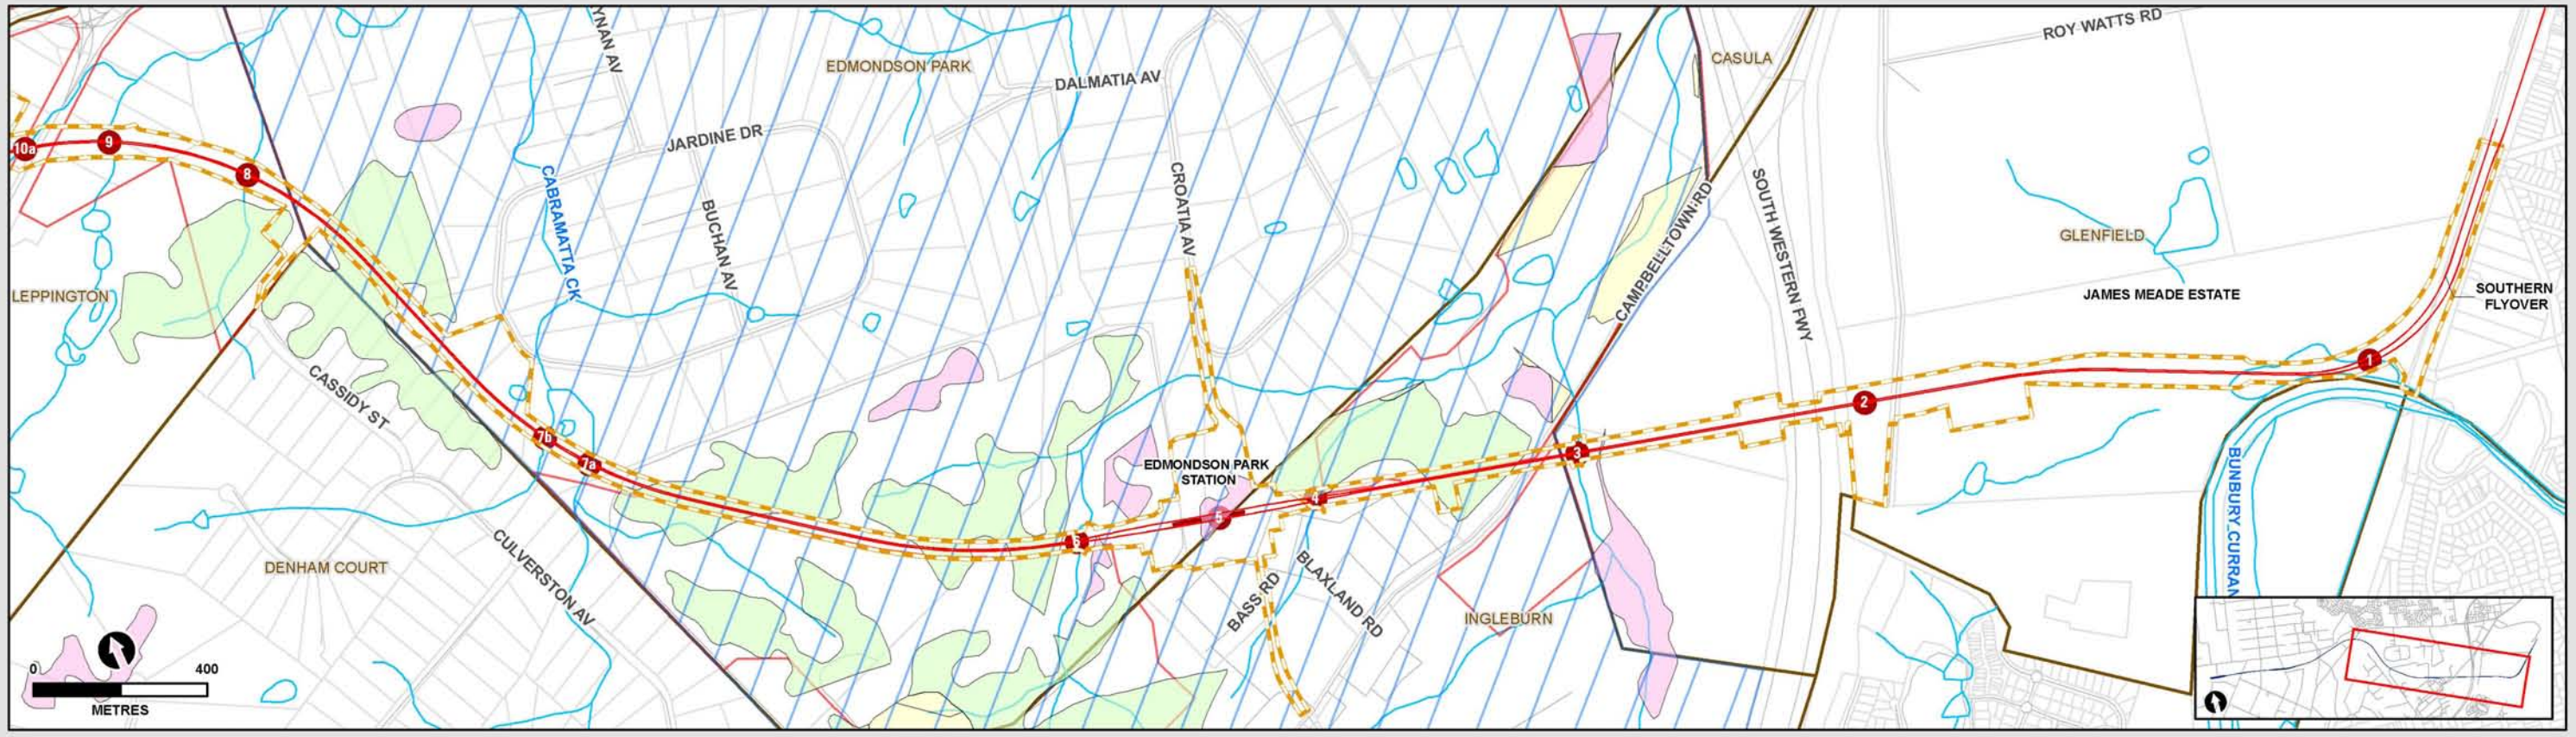 YNAN AV
ROY WATTS RD
CASULA
EDMONDSON PARK
DALMATIA AV
JARDINE DR
9
10a
8
CABRAMATTA CK
BUCHAN AV
CROATIA AV
CAMPBELLTOWN RD
SOUTH WESTERN FWY
GLENFIELD
LEPPINGTON
JAMES MEADE ESTATE
SOUTHERN
FLYOVER
1
CASSIDY ST
2
7b
7a
3
EDMONDSON PARK
STATION
4
5
6
BUNBURY CURRAN
CULVERSTON AV
DENHAM COURT
BASS RD
BLAXLAND RD
INGLEBURN
0
400
METRES